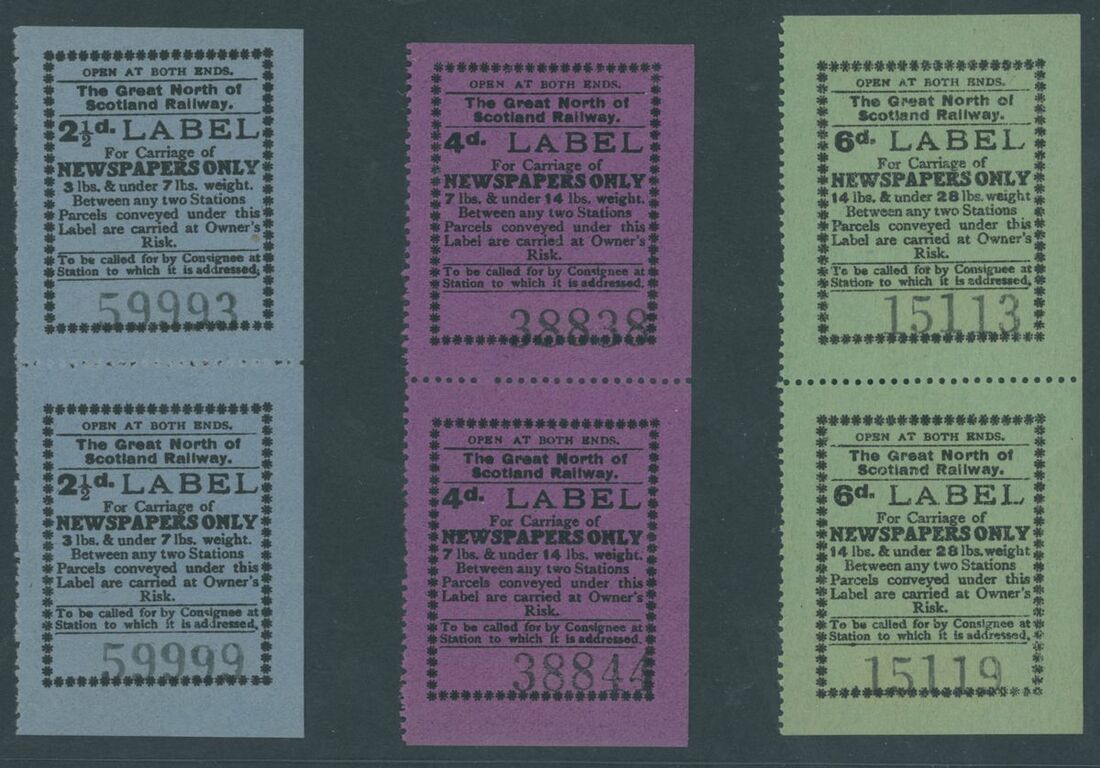 OPEN AT BOTH ENDS.
The Great North of
Scotland Railway.
2½d. LABEL
For Carriage of
NEWSPAPERS ONLY
3 lbs. & under 7 lbs. weight.
Between any two Stations
Parcels conveyed under this
Label are carried at Owner's
Risk.
To be called for by Consignee at
Station to which it is addressed.
59993
OPEN AT BOTH ENDS.
The Great North of
Scotland Railway.
2½d. LABEL
For Carriage of
NEWSPAPERS ONLY
3 lbs. & under 7 lbs. weight.
Between any two Stations
Parcels conveyed under this
Label are carried at Owner's
Risk.
To be called for by Consignee at
Station to which it is addressed.
59999
OPEN AT BOTH ENDS.
The Great North of
Scotland Railway.
4d. LABEL
For Carriage of
NEWSPAPERS ONLY
7 lbs. & under 14 lbs. weight.
Between any two Stations
Parcels conveyed under this
Label are carried at Owner's
Risk.
To be called for by Consignee at
Station to which it is addressed.
38838
OPEN AT BOTH ENDS.
The Great North of
Scotland Railway.
4d. LABEL
For Carriage of
NEWSPAPERS ONLY
7 lbs. & under 14 lbs. weight.
Between any two Stations
Parcels conveyed under this
Label are carried at Owner's
Risk.
To be called for by Consignee at
Station to which it is addressed.
38844
OPEN AT BOTH ENDS.
The Great North of
Scotland Railway.
6d. LABEL
For Carriage of
NEWSPAPERS ONLY
14 lbs. & under 28 lbs. weight
Between any two Stations
Parcels conveyed under this
Label are carried at Owner's
Risk.
To be called for by Consignee at
Station to which it is addressed.
15113
OPEN AT BOTH ENDS.
The Great North of
Scotland Railway.
6d. LABEL
For Carriage of
NEWSPAPERS ONLY
14 lbs. & under 28 lbs. weight
Between any two Stations
Parcels conveyed under this
Label are carried at Owner's
Risk.
To be called for by Consignee at
Station to which it is addressed.
15119